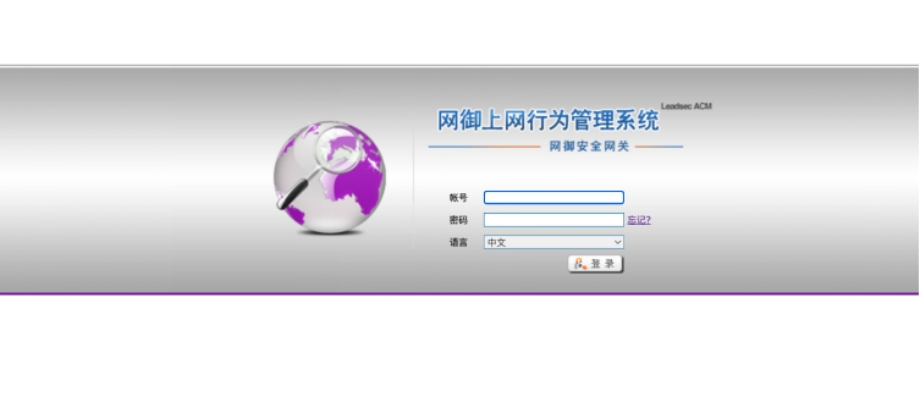 Leadsec ACM
网御上网行为管理系统
网御安全网关
帐号
密码 忘记?
语言 中文
登录